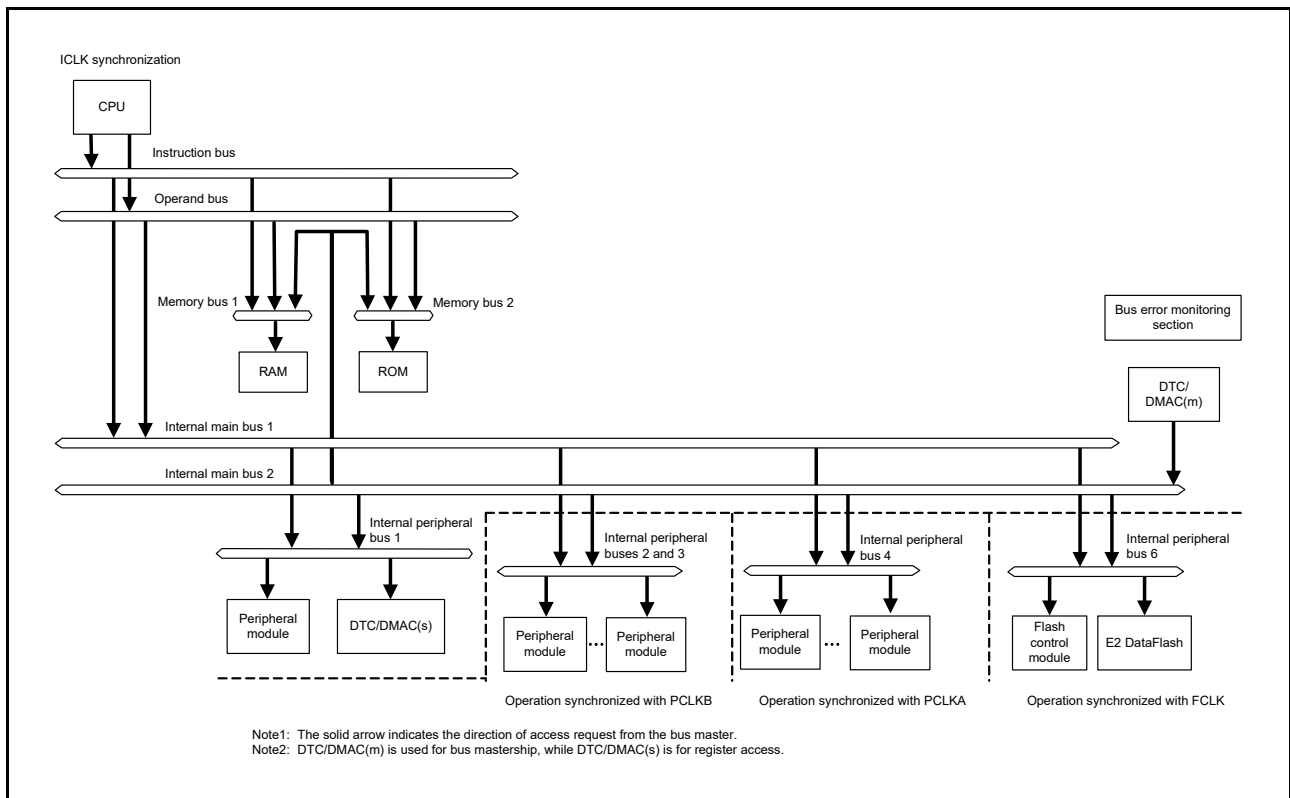 ICLK synchronization
CPU
Instruction bus
Operand bus
Memory bus 1
Memory bus 2
RAM
ROM
Bus error monitoring
section
DTC/
DMAC(m)
Internal main bus 1
Internal main bus 2
Internal peripheral
bus 1
Internal peripheral
buses 2 and 3
Internal peripheral
bus 4
Internal peripheral
bus 6
Peripheral
module
DTC/DMAC(s)
Peripheral
module
...
Peripheral
module
Peripheral
module
...
Peripheral
module
Flash
control
module
E2 DataFlash
Operation synchronized with PCLKB
Operation synchronized with PCLKA
Operation synchronized with FCLK
Note1: The solid arrow indicates the direction of access request from the bus master.
Note2: DTC/DMAC(m) is used for bus mastership, while DTC/DMAC(s) is for register access.